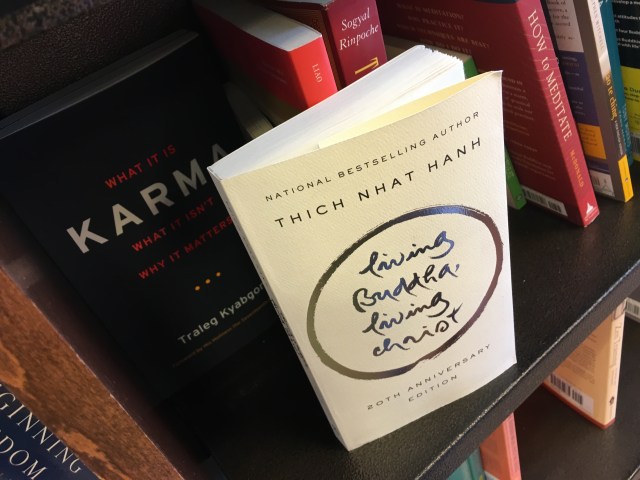 NATIONAL BESTSELLING AUTHOR
THICH NHAT HANH
living
Buddha,
living
christ
20TH ANNIVERSARY
EDITION
WHAT IT IS
KARMA
WHAT IT ISN'T
WHY IT MATTERS
Traleg Kyabgon
LIAO
Sogyal
Rinpoche
HOW to MEDITATE